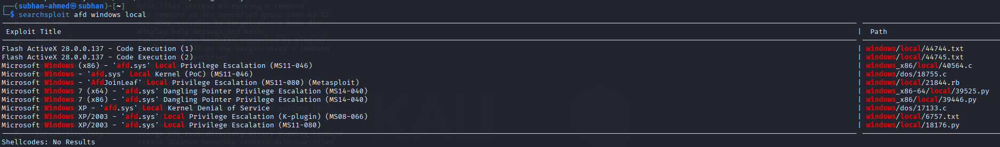 (subhan-ahmed㉿subhan)-[~]
$ searchsploit afd windows local
Exploit Title | Path
Flash ActiveX 28.0.0.137 - Code Execution (1) | windows/local/44744.txt
Flash ActiveX 28.0.0.137 - Code Execution (2) | windows/local/44745.txt
Microsoft Windows (x86) - 'afd.sys' Local Privilege Escalation (MS11-046) | windows_x86/local/40564.c
Microsoft Windows - 'afd.sys' Local Kernel (PoC) (MS11-046) | windows/dos/18755.c
Microsoft Windows - 'AfdJoinLeaf' Local Privilege Escalation (MS11-080) (Metasploit) | windows/local/21844.rb
Microsoft Windows 7 (x64) - 'afd.sys' Dangling Pointer Privilege Escalation (MS14-040) | windows_x86-64/local/39525.py
Microsoft Windows 7 (x86) - 'afd.sys' Dangling Pointer Privilege Escalation (MS14-040) | windows_x86/local/39446.py
Microsoft Windows XP - 'afd.sys' Local Kernel Denial of Service | windows/dos/17133.c
Microsoft Windows XP/2003 - 'afd.sys' Local Privilege Escalation (K-plugin) (MS08-066) | windows/local/6757.txt
Microsoft Windows XP/2003 - 'afd.sys' Local Privilege Escalation (MS11-080) | windows/local/18176.py
Shellcodes: No Results